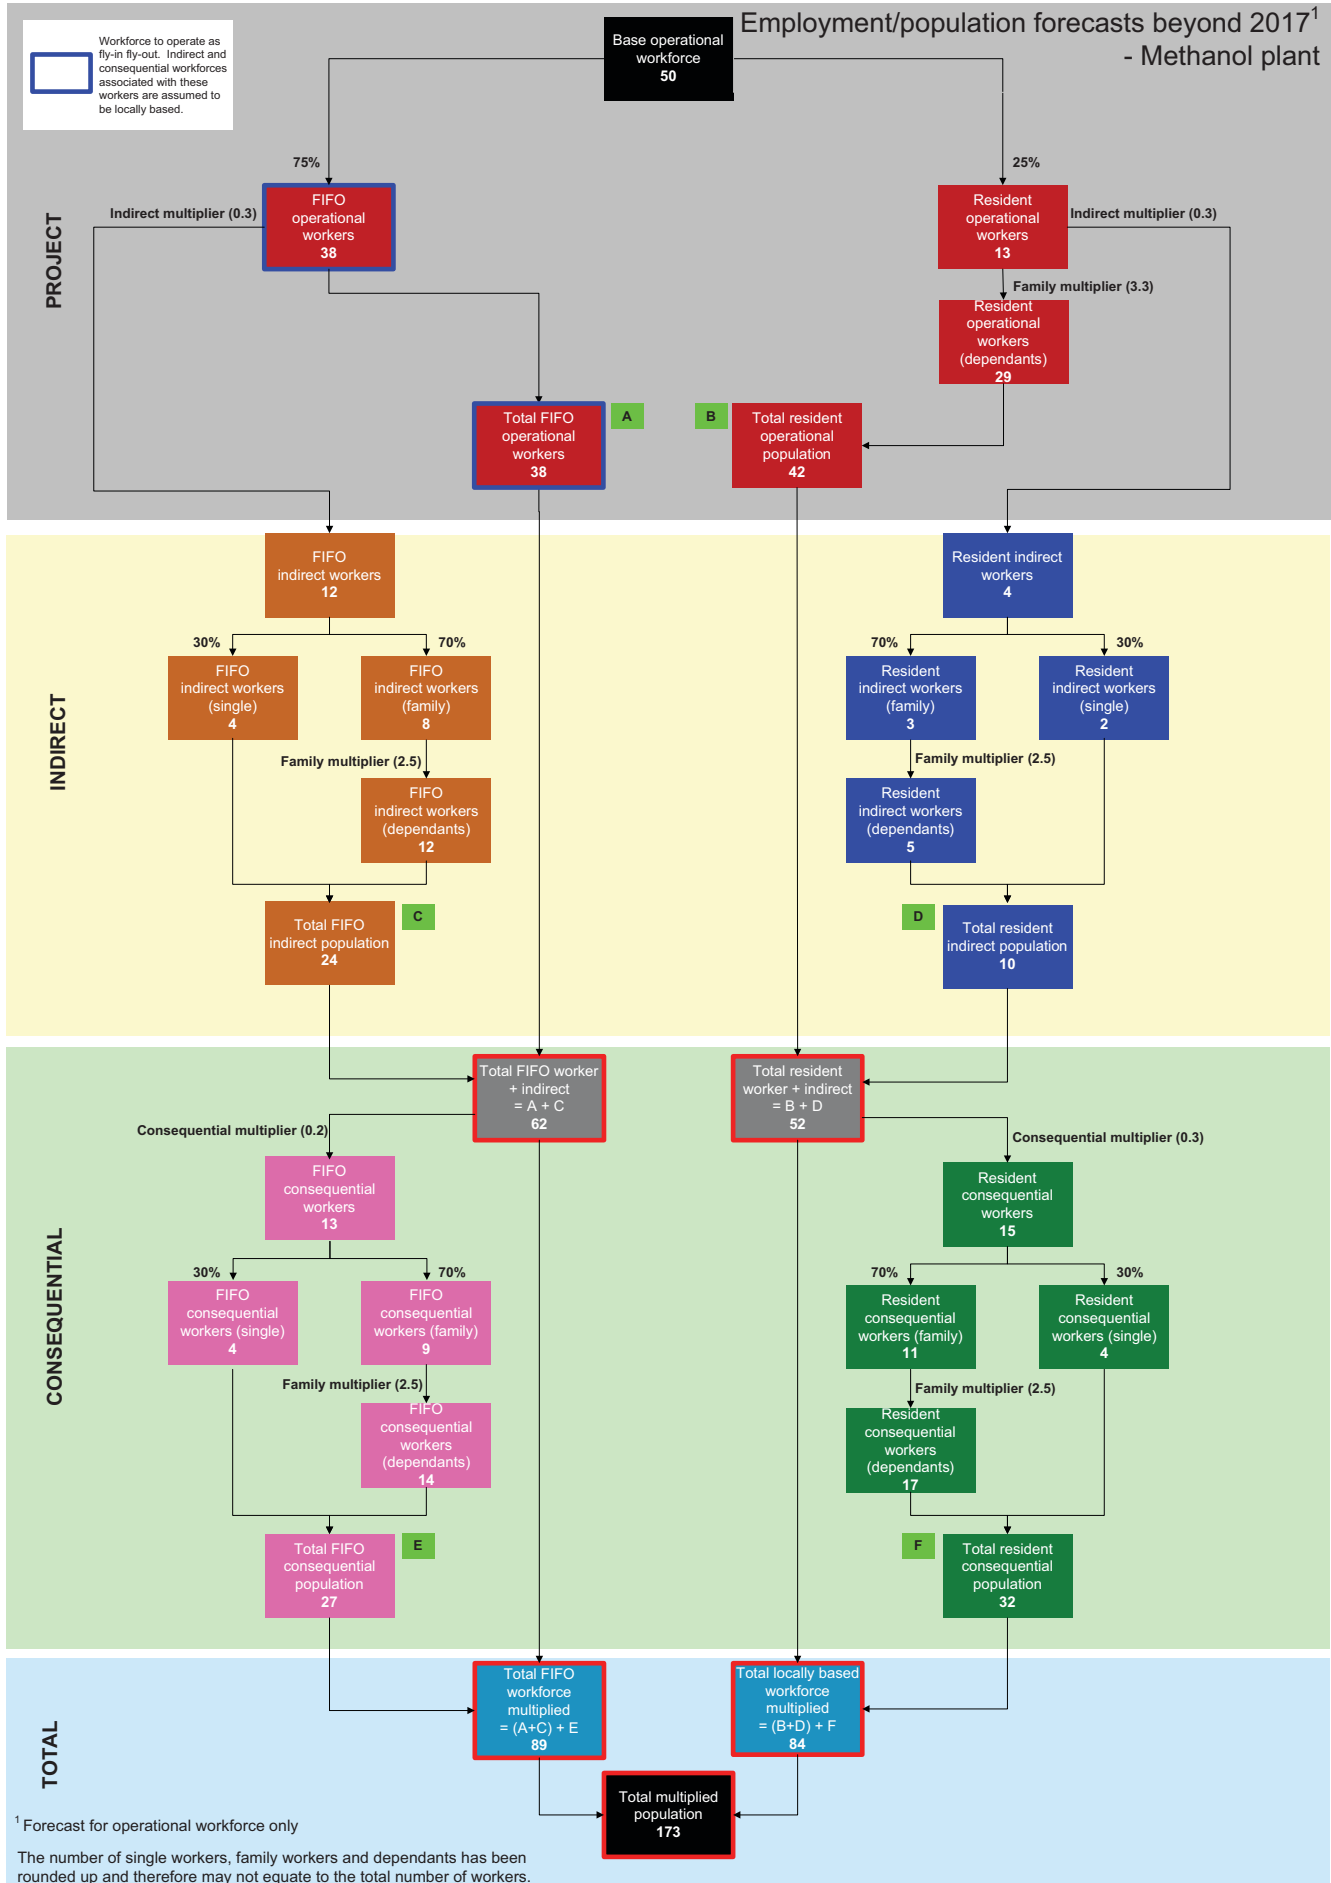 Employment/population forecasts beyond 2017¹
- Methanol plant
Workforce to operate as
fly-in fly-out. Indirect and
consequential workforces
associated with these
workers are assumed to
be locally based.
Base operational
workforce
50
75%
25%
PROJECT
FIFO
operational
workers
38
Indirect multiplier (0.3)
Resident
operational
workers
13
Indirect multiplier (0.3)
Family multiplier (3.3)
Resident
operational
workers
(dependants)
29
Total FIFO
operational
workers
38
A
B
Total resident
operational
population
42
INDIRECT
FIFO
indirect workers
12
Resident indirect
workers
4
30%
70%
70%
30%
FIFO
indirect workers
(single)
4
FIFO
indirect workers
(family)
8
Resident
indirect workers
(family)
3
Resident
indirect workers
(single)
2
Family multiplier (2.5)
Family multiplier (2.5)
FIFO
indirect workers
(dependants)
12
Resident
indirect workers
(dependants)
5
Total FIFO
indirect population
24
C
D
Total resident
indirect population
10
CONSEQUENTIAL
Total FIFO worker
+ indirect
= A + C
62
Total resident
worker + indirect
= B + D
52
Consequential multiplier (0.2)
Consequential multiplier (0.3)
FIFO
consequential
workers
13
Resident
consequential
workers
15
30%
70%
70%
30%
FIFO
consequential
workers (single)
4
FIFO
consequential
workers (family)
9
Resident
consequential
workers (family)
11
Resident
consequential
workers (single)
4
Family multiplier (2.5)
Family multiplier (2.5)
FIFO
consequential
workers
(dependants)
14
Resident
consequential
workers
(dependants)
17
Total FIFO
consequential
population
27
E
F
Total resident
consequential
population
32
TOTAL
Total FIFO
workforce
multiplied
= (A+C) + E
89
Total locally based
workforce
multiplied
= (B+D) + F
84
Total multiplied
population
173
¹ Forecast for operational workforce only
The number of single workers, family workers and dependants has been
rounded up and therefore may not equate to the total number of workers.